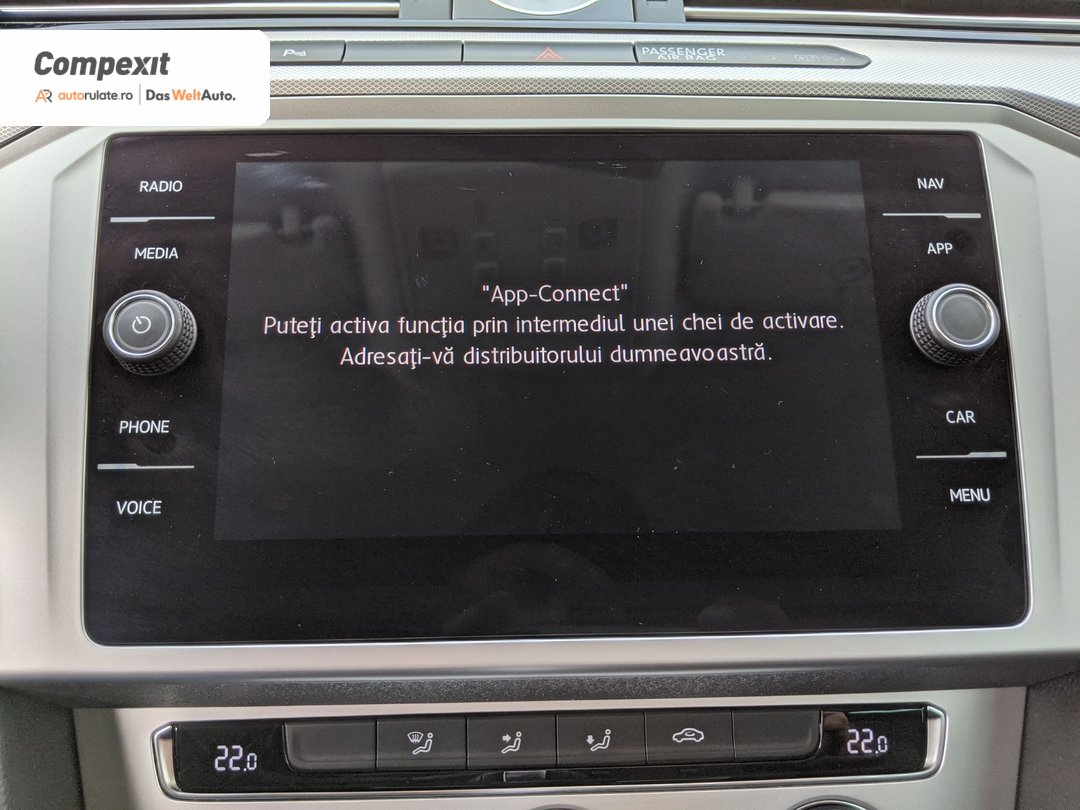 Compexit
autorulate.ro | Das WeltAuto.
PASSENGER
AIR BAG
RADIO
NAV
MEDIA
APP
"App-Connect"
Puteţi activa funcţia prin intermediul unei chei de activare.
Adresaţi-vă distribuitorului dumneavoastră.
PHONE
CAR
VOICE
MENU
22.0
22.0